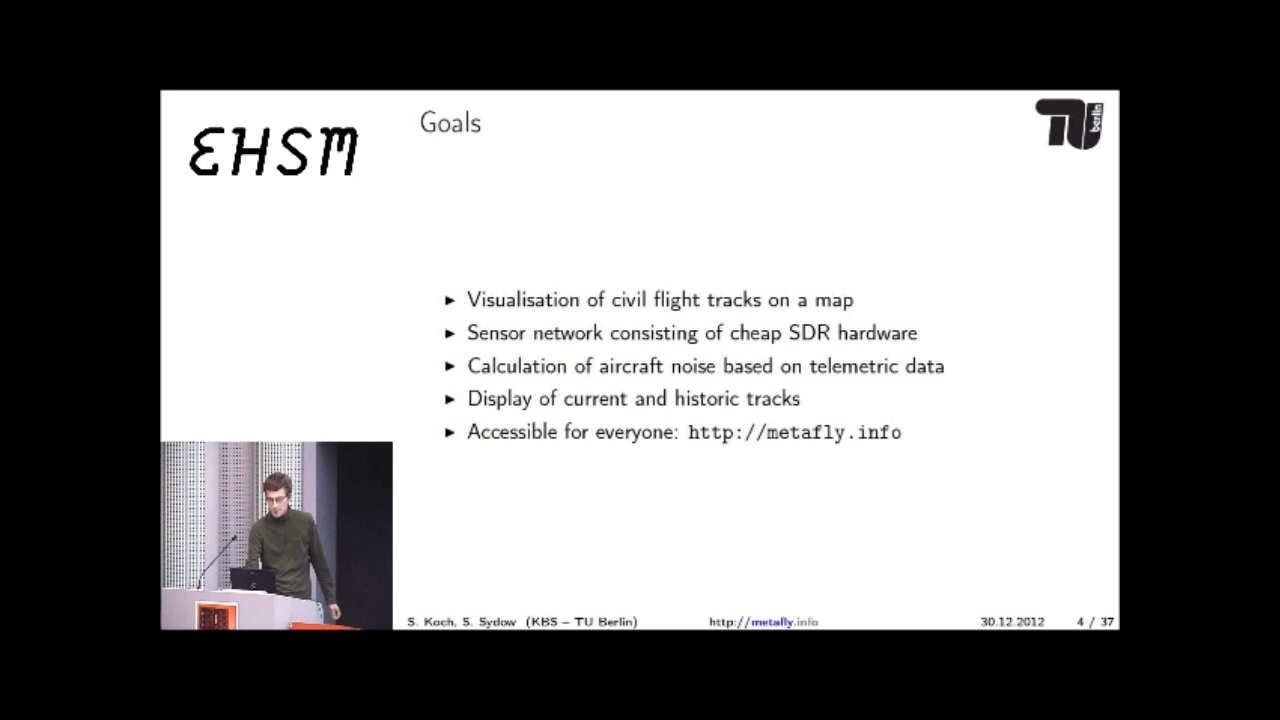 EHSM
Goals
TU berlin
▶ Visualisation of civil flight tracks on a map
▶ Sensor network consisting of cheap SDR hardware
▶ Calculation of aircraft noise based on telemetric data
▶ Display of current and historic tracks
▶ Accessible for everyone: http://metafly.info
S. Koch, S. Sydow (KBS – TU Berlin) http://metafly.info 30.12.2012 4 / 37